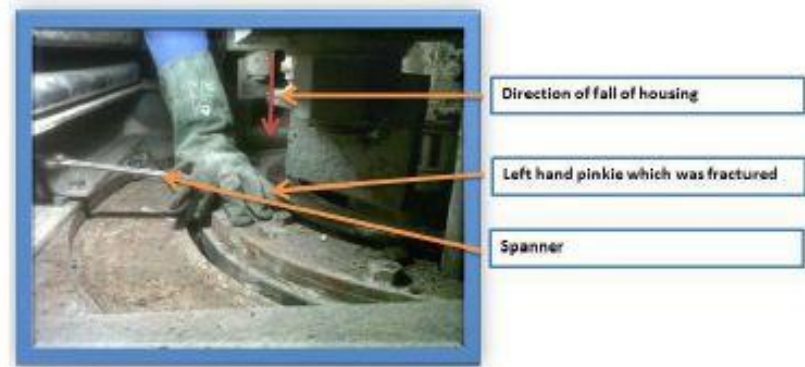 Direction of fall of housing
Left hand pinkie which was fractured
Spanner